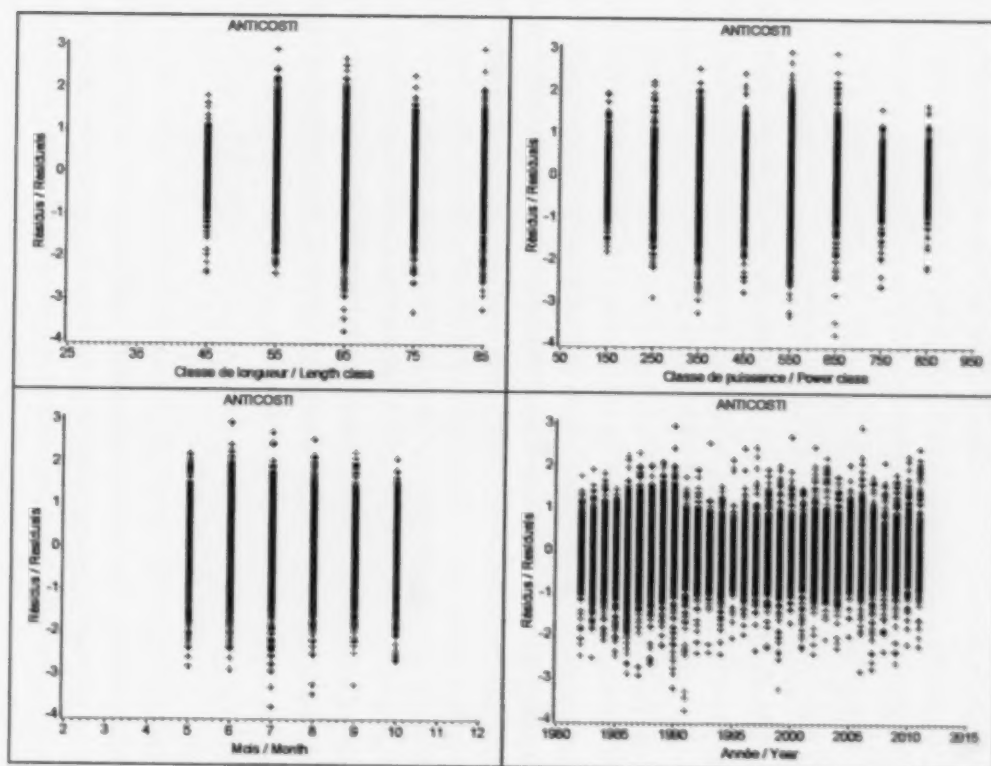 ANTICOSTI
3
2
1
0
-1
-2
-3
-4
Résidus / Residuals
25 35 45 55 65 75 85
Classe de longueur / Length class
ANTICOSTI
3
2
1
0
-1
-2
-3
-4
Résidus / Residuals
50 150 250 350 450 550 650 750 850 950
Classe de puissance / Power class
ANTICOSTI
3
2
1
0
-1
-2
-3
-4
Résidus / Residuals
2 3 4 5 6 7 8 9 10 11 12
Mois / Month
ANTICOSTI
3
2
1
0
-1
-2
-3
-4
Résidus / Residuals
1980 1985 1990 1995 2000 2005 2010 2015
Année / Year